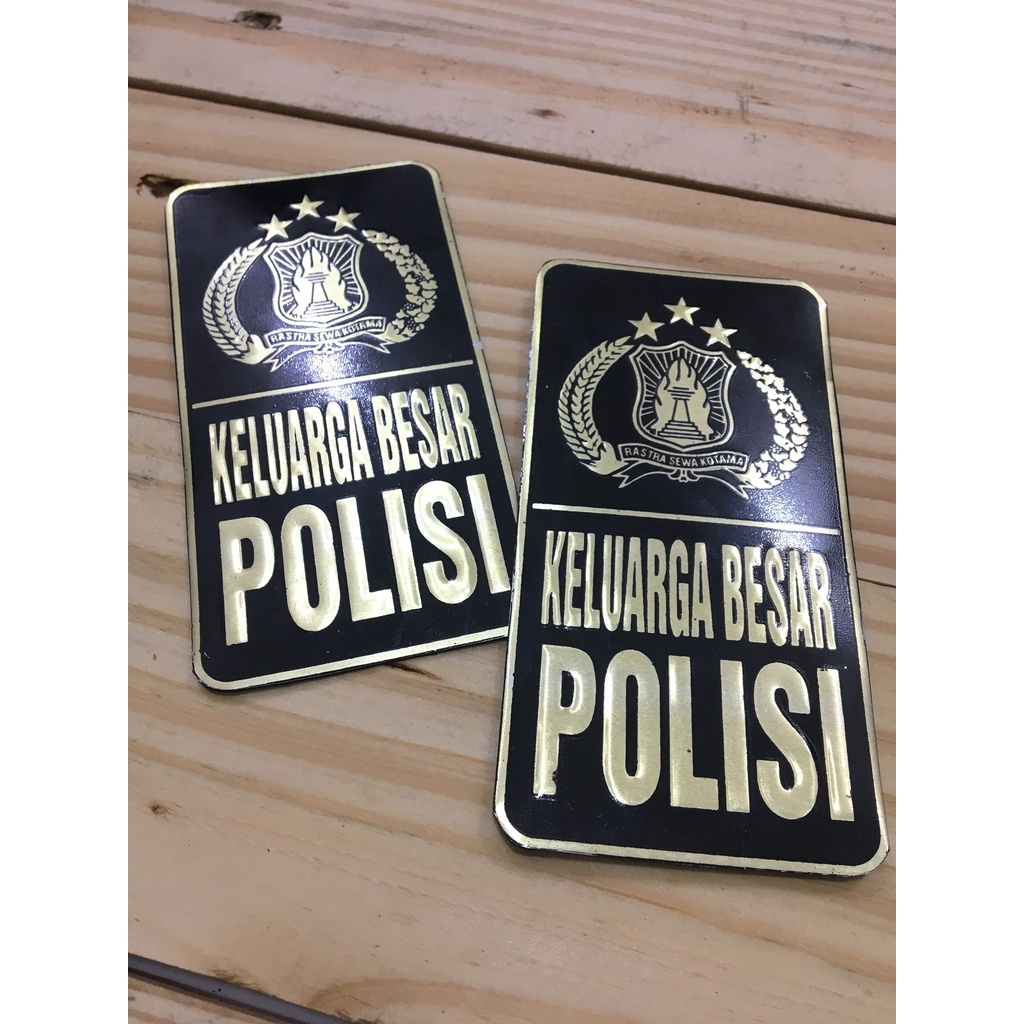 RASTRA SEWA KOTAMA
KELUARGA BESAR
POLISI
RASTRA SEWA KOTAMA
KELUARGA BESAR
POLISI